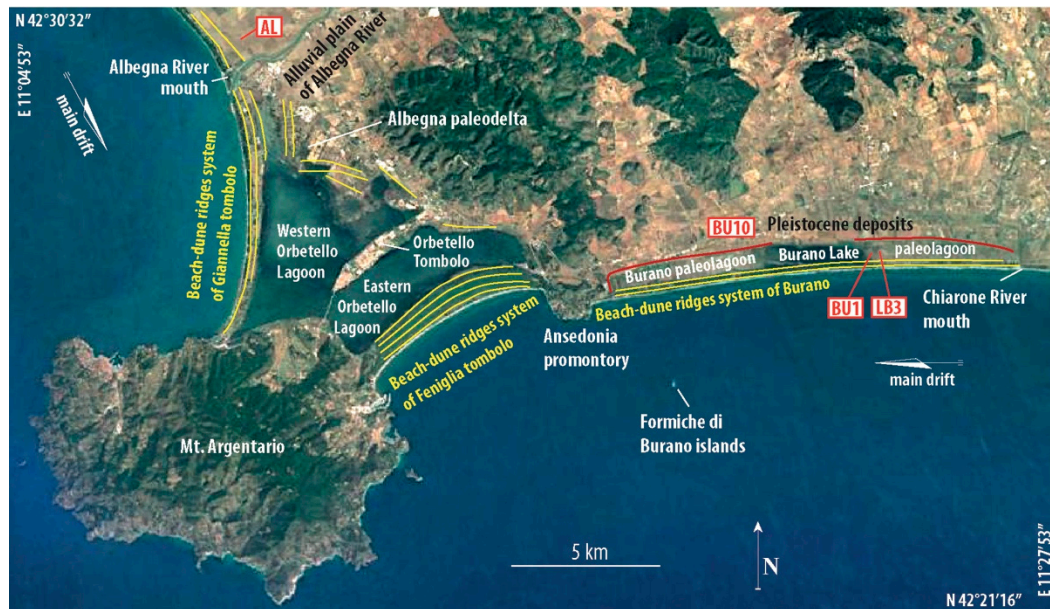 N 42°30′32″
E 11°04′53″
AL
Albegna River
mouth
Alluvial plain
of Albegna River
main drift
Albegna paleodelta
Beach-dune ridges system
of Giannella tombolo
Western
Orbetello
Lagoon
Orbetello
Tombolo
Eastern
Orbetello
Lagoon
BU10
Pleistocene deposits
Burano paleolagoon
Burano Lake
paleolagoon
Beach-dune ridges system of Burano
BU1
LB3
Chiarone River
mouth
Beach-dune ridges system
of Feniglia tombolo
Ansedonia
promontory
main drift
Formiche di
Burano islands
Mt. Argentario
5 km
N
E 11°27′53″
N 42°21′16″